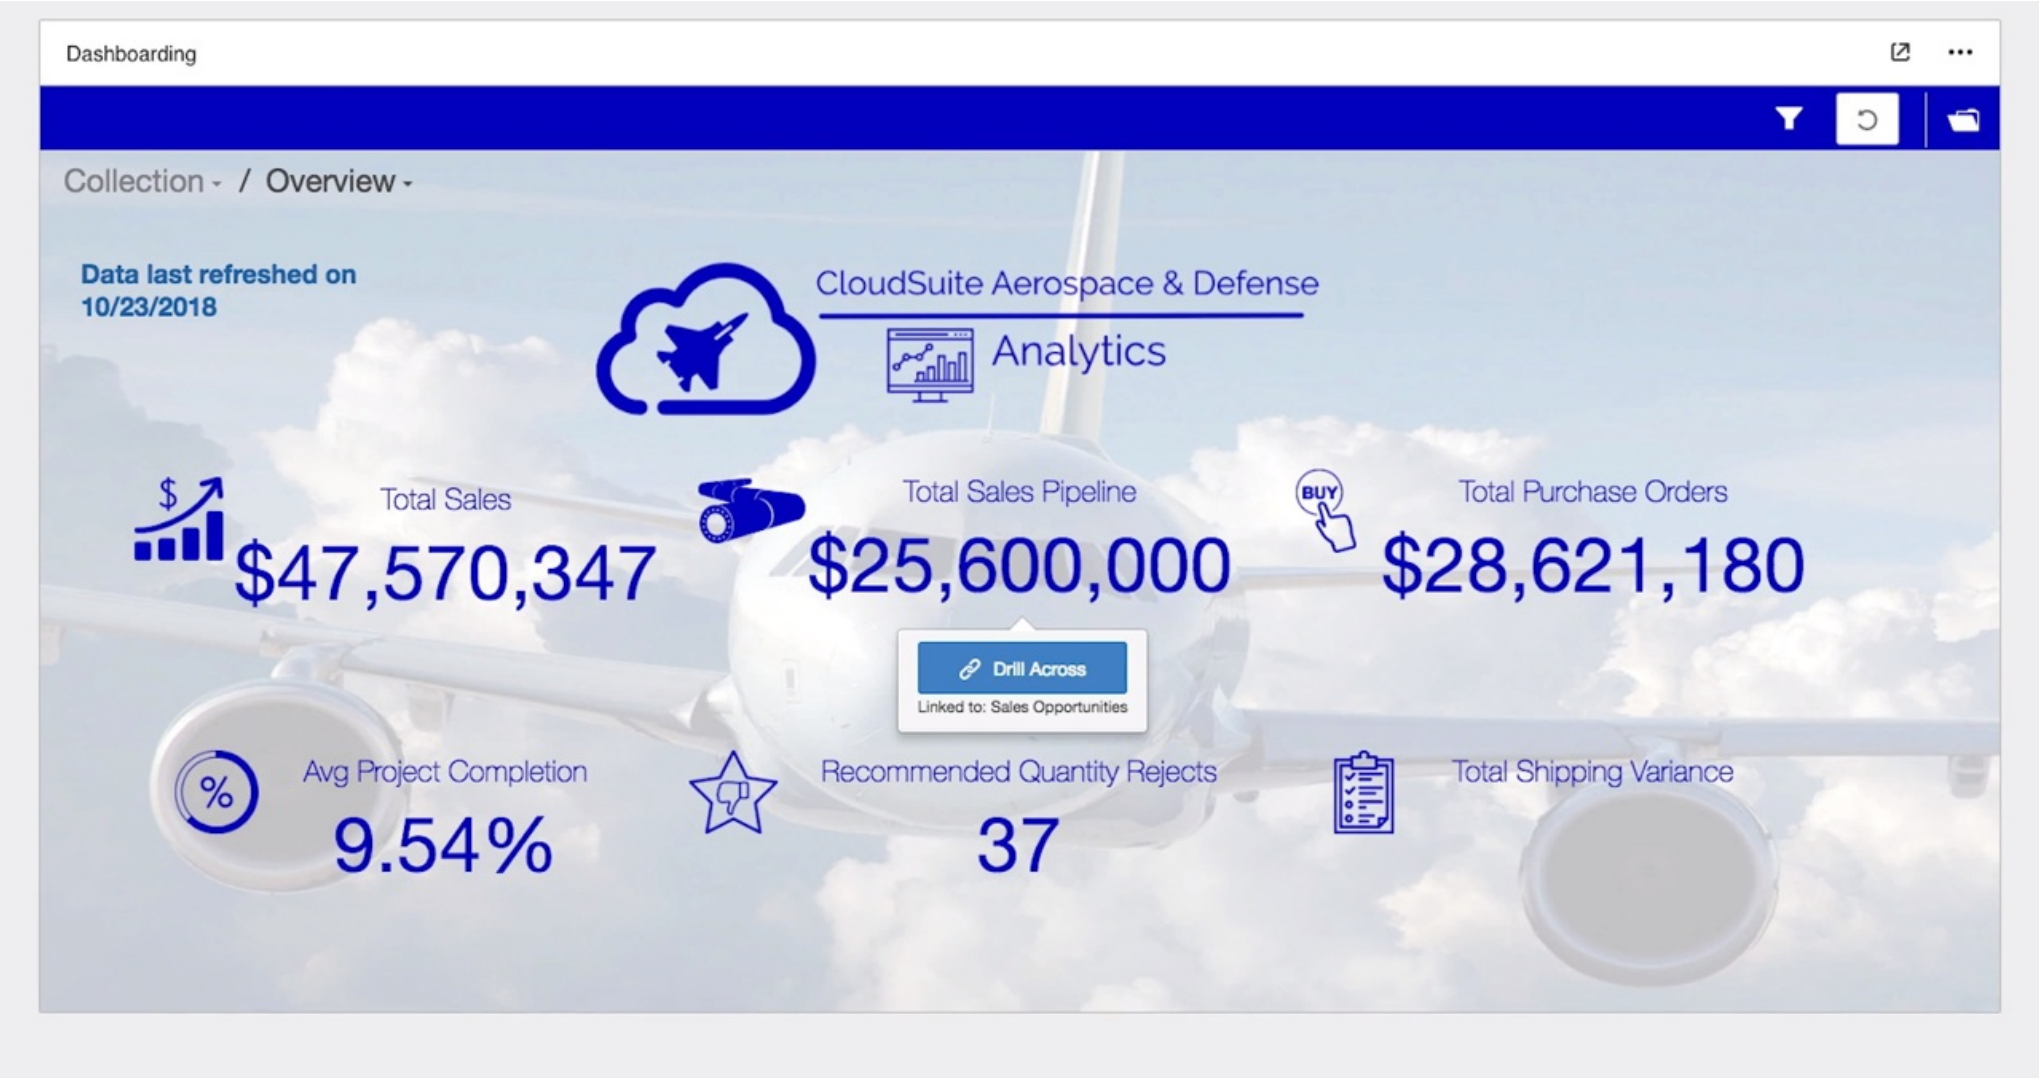 Dashboarding
Collection / Overview
Data last refreshed on
10/23/2018
CloudSuite Aerospace & Defense
Analytics
$
Total Sales
$47,570,347
Total Sales Pipeline
$25,600,000
BUY
Total Purchase Orders
$28,621,180
Drill Across
Linked to: Sales Opportunities
%
Avg Project Completion
9.54%
Recommended Quantity Rejects
37
Total Shipping Variance